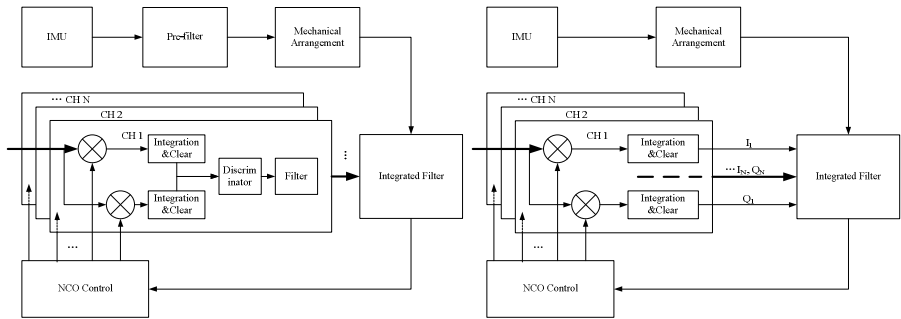 IMU
Pre-filter
Mechanical
Arrangement
... CH N
CH 2
CH 1
Integration
&Clear
Discrim
inator
Filter
Integration
&Clear
...
...
Integrated Filter
NCO Control
IMU
Mechanical
Arrangement
... CH N
CH 2
CH 1
Integration
&Clear
I1
... IN, QN
Integration
&Clear
Q1
...
Integrated Filter
NCO Control